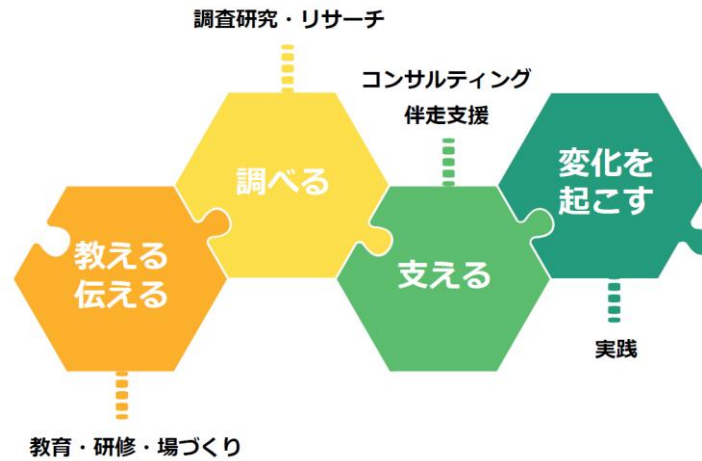 調査研究・リサーチ
コンサルティング
伴走支援
調べる
変化を
起こす
教える
伝える
支える
実践
教育・研修・場づくり